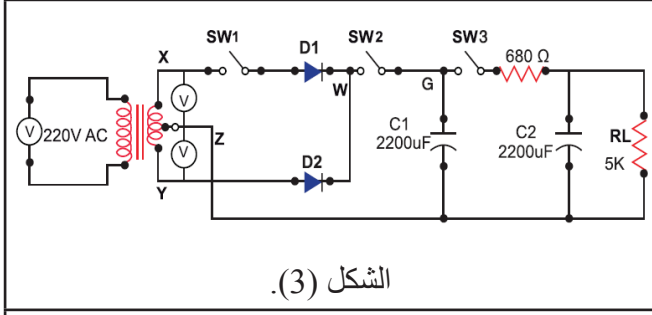 SW1 SW2 SW3
X D1 680 Ω
W G
V
V 220V AC Z C1 C2 RL
2200uF 2200uF
V 5K
D2
Y
الشكل (3).